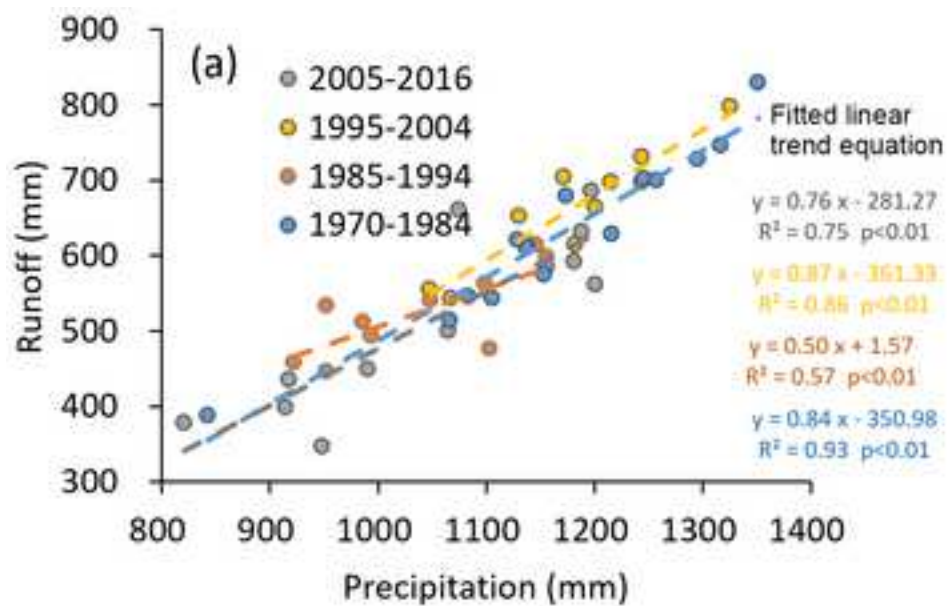 900
800
700
600
500
400
300
800 900 1000 1100 1200 1300 1400
Runoff (mm)
Precipitation (mm)
(a)
2005-2016
1995-2004
1985-1994
1970-1984
Fitted linear
trend equation
y = 0.76 x - 281.27
R² = 0.75 p<0.01
y = 0.87 x - 361.33
R² = 0.86 p<0.01
y = 0.50 x + 1.57
R² = 0.57 p<0.01
y = 0.84 x - 350.98
R² = 0.93 p<0.01